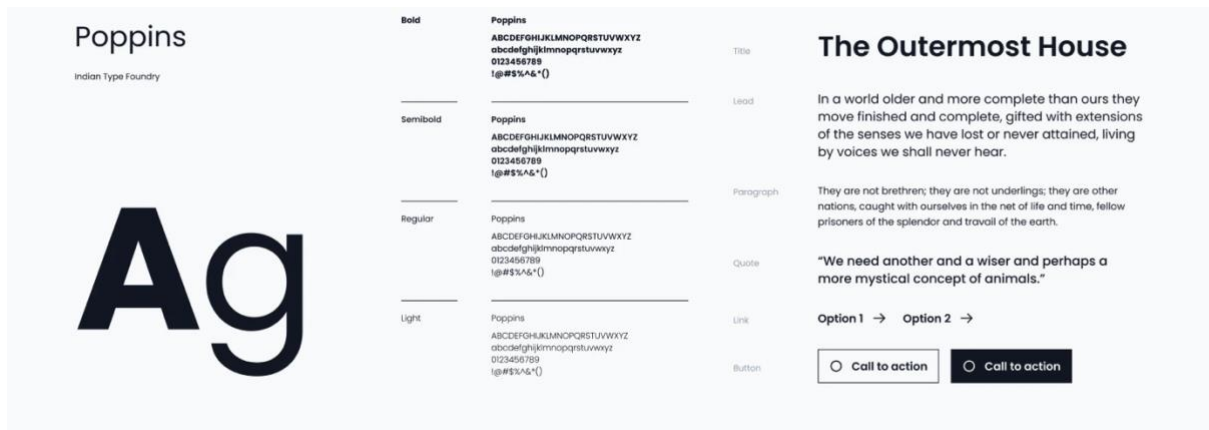 Poppins
Indian Type Foundry
Ag
Bold
Poppins
ABCDEFGHIJKLMNOPQRSTUVWXYZ
abcdefghijklmnopqrstuvwxyz
0123456789
!@#$%^&*()
Semibold
Poppins
ABCDEFGHIJKLMNOPQRSTUVWXYZ
abcdefghijklmnopqrstuvwxyz
0123456789
!@#$%^&*()
Regular
Poppins
ABCDEFGHIJKLMNOPQRSTUVWXYZ
abcdefghijklmnopqrstuvwxyz
0123456789
!@#$%^&*()
Light
Poppins
ABCDEFGHIJKLMNOPQRSTUVWXYZ
abcdefghijklmnopqrstuvwxyz
0123456789
!@#$%^&*()
Title
The Outermost House
Lead
In a world older and more complete than ours they
move finished and complete, gifted with extensions
of the senses we have lost or never attained, living
by voices we shall never hear.
Paragraph
They are not brethren; they are not underlings; they are other
nations, caught with ourselves in the net of life and time, fellow
prisoners of the splendor and travail of the earth.
Quote
“We need another and a wiser and perhaps a
more mystical concept of animals.”
Link
Option 1 → Option 2 →
Button
Call to action Call to action